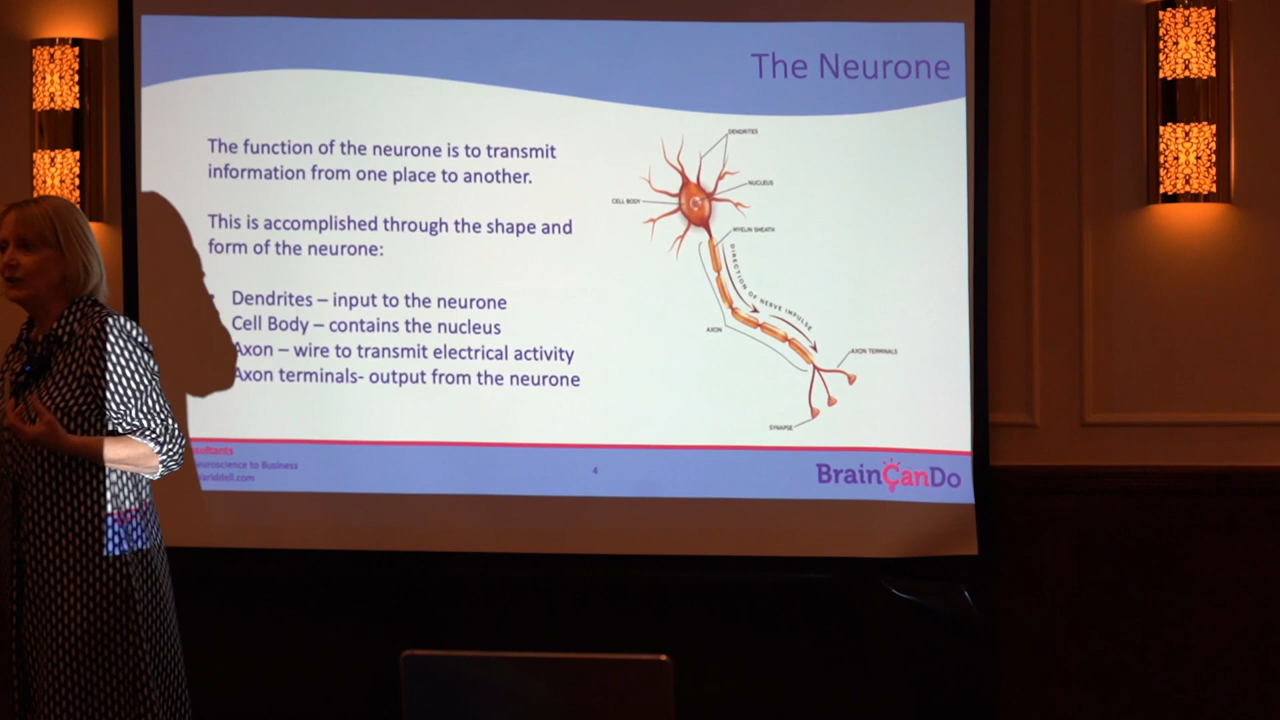 The Neurone
The function of the neurone is to transmit
information from one place to another.
This is accomplished through the shape and
form of the neurone:
Dendrites – input to the neurone
Cell Body – contains the nucleus
Axon – wire to transmit electrical activity
Axon terminals- output from the neurone
DENDRITES
NUCLEUS
CELL BODY
MYELIN SHEATH
DIRECTION OF NERVE IMPULSE
AXON
AXON TERMINALS
SYNAPSE
to Business
4
BrainCanDo